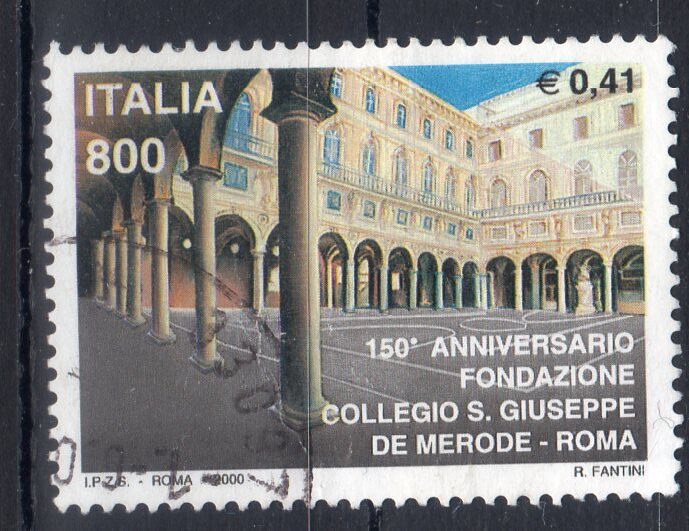 ITALIA
800
€ 0,41
150° ANNIVERSARIO
FONDAZIONE
COLLEGIO S. GIUSEPPE
DE MERODE - ROMA
I.P.Z.S. - ROMA - 2000
R. FANTINI